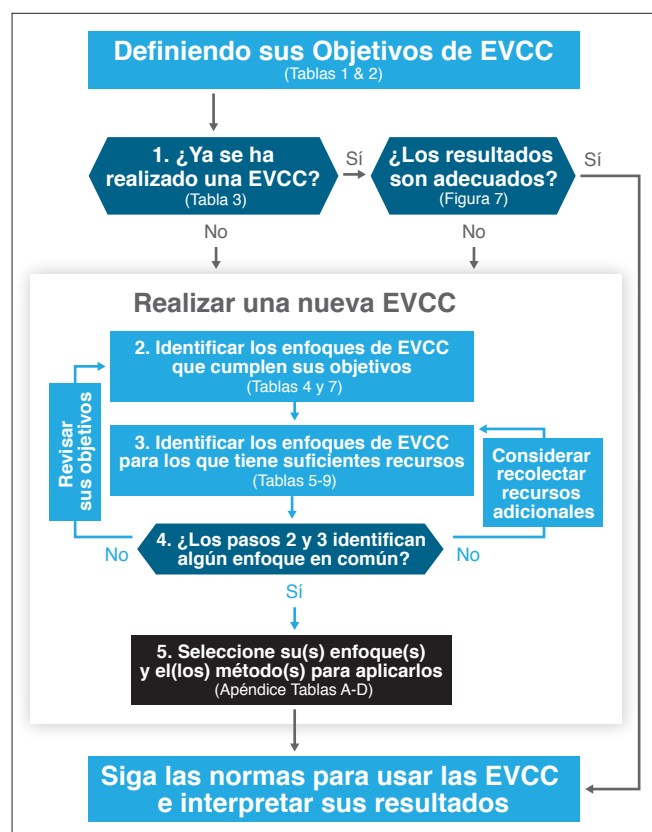 Definiendo sus Objetivos de EVCC
(Tablas 1 & 2)
1. ¿Ya se ha
realizado una EVCC?
(Tabla 3)
Sí
¿Los resultados
son adecuados?
(Figura 7)
Sí
No
No
Realizar una nueva EVCC
2. Identificar los enfoques de EVCC
que cumplen sus objetivos
(Tablas 4 y 7)
Revisar
sus objetivos
3. Identificar los enfoques de EVCC
para los que tiene suficientes recursos
(Tablas 5-9)
Considerar
recolectar
recursos
adicionales
4. ¿Los pasos 2 y 3 identifican
algún enfoque en común?
No
No
Sí
5. Seleccione su(s) enfoque(s)
y el(los) método(s) para aplicarlos
(Apéndice Tablas A-D)
Siga las normas para usar las EVCC
e interpretar sus resultados